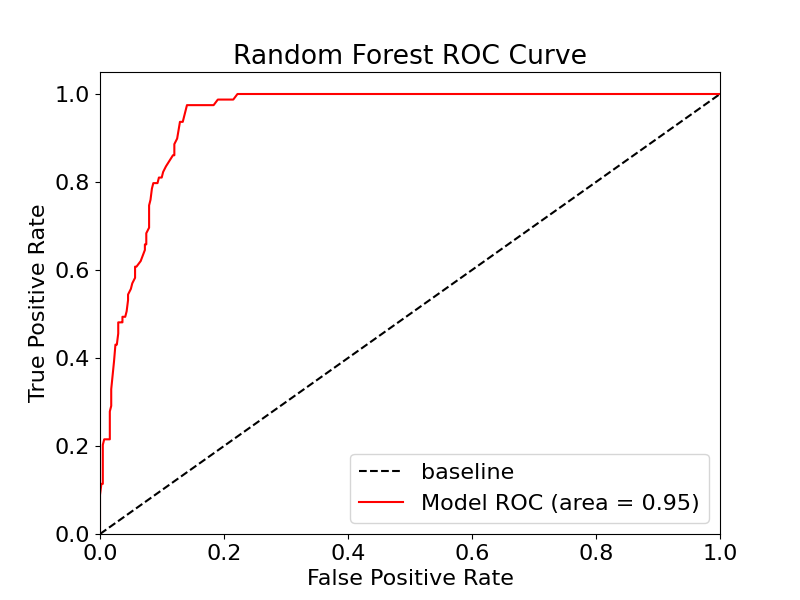 Random Forest ROC Curve
True Positive Rate
1.0
0.8
0.6
0.4
0.2
0.0
0.0 0.2 0.4 0.6 0.8 1.0
False Positive Rate
baseline
Model ROC (area = 0.95)